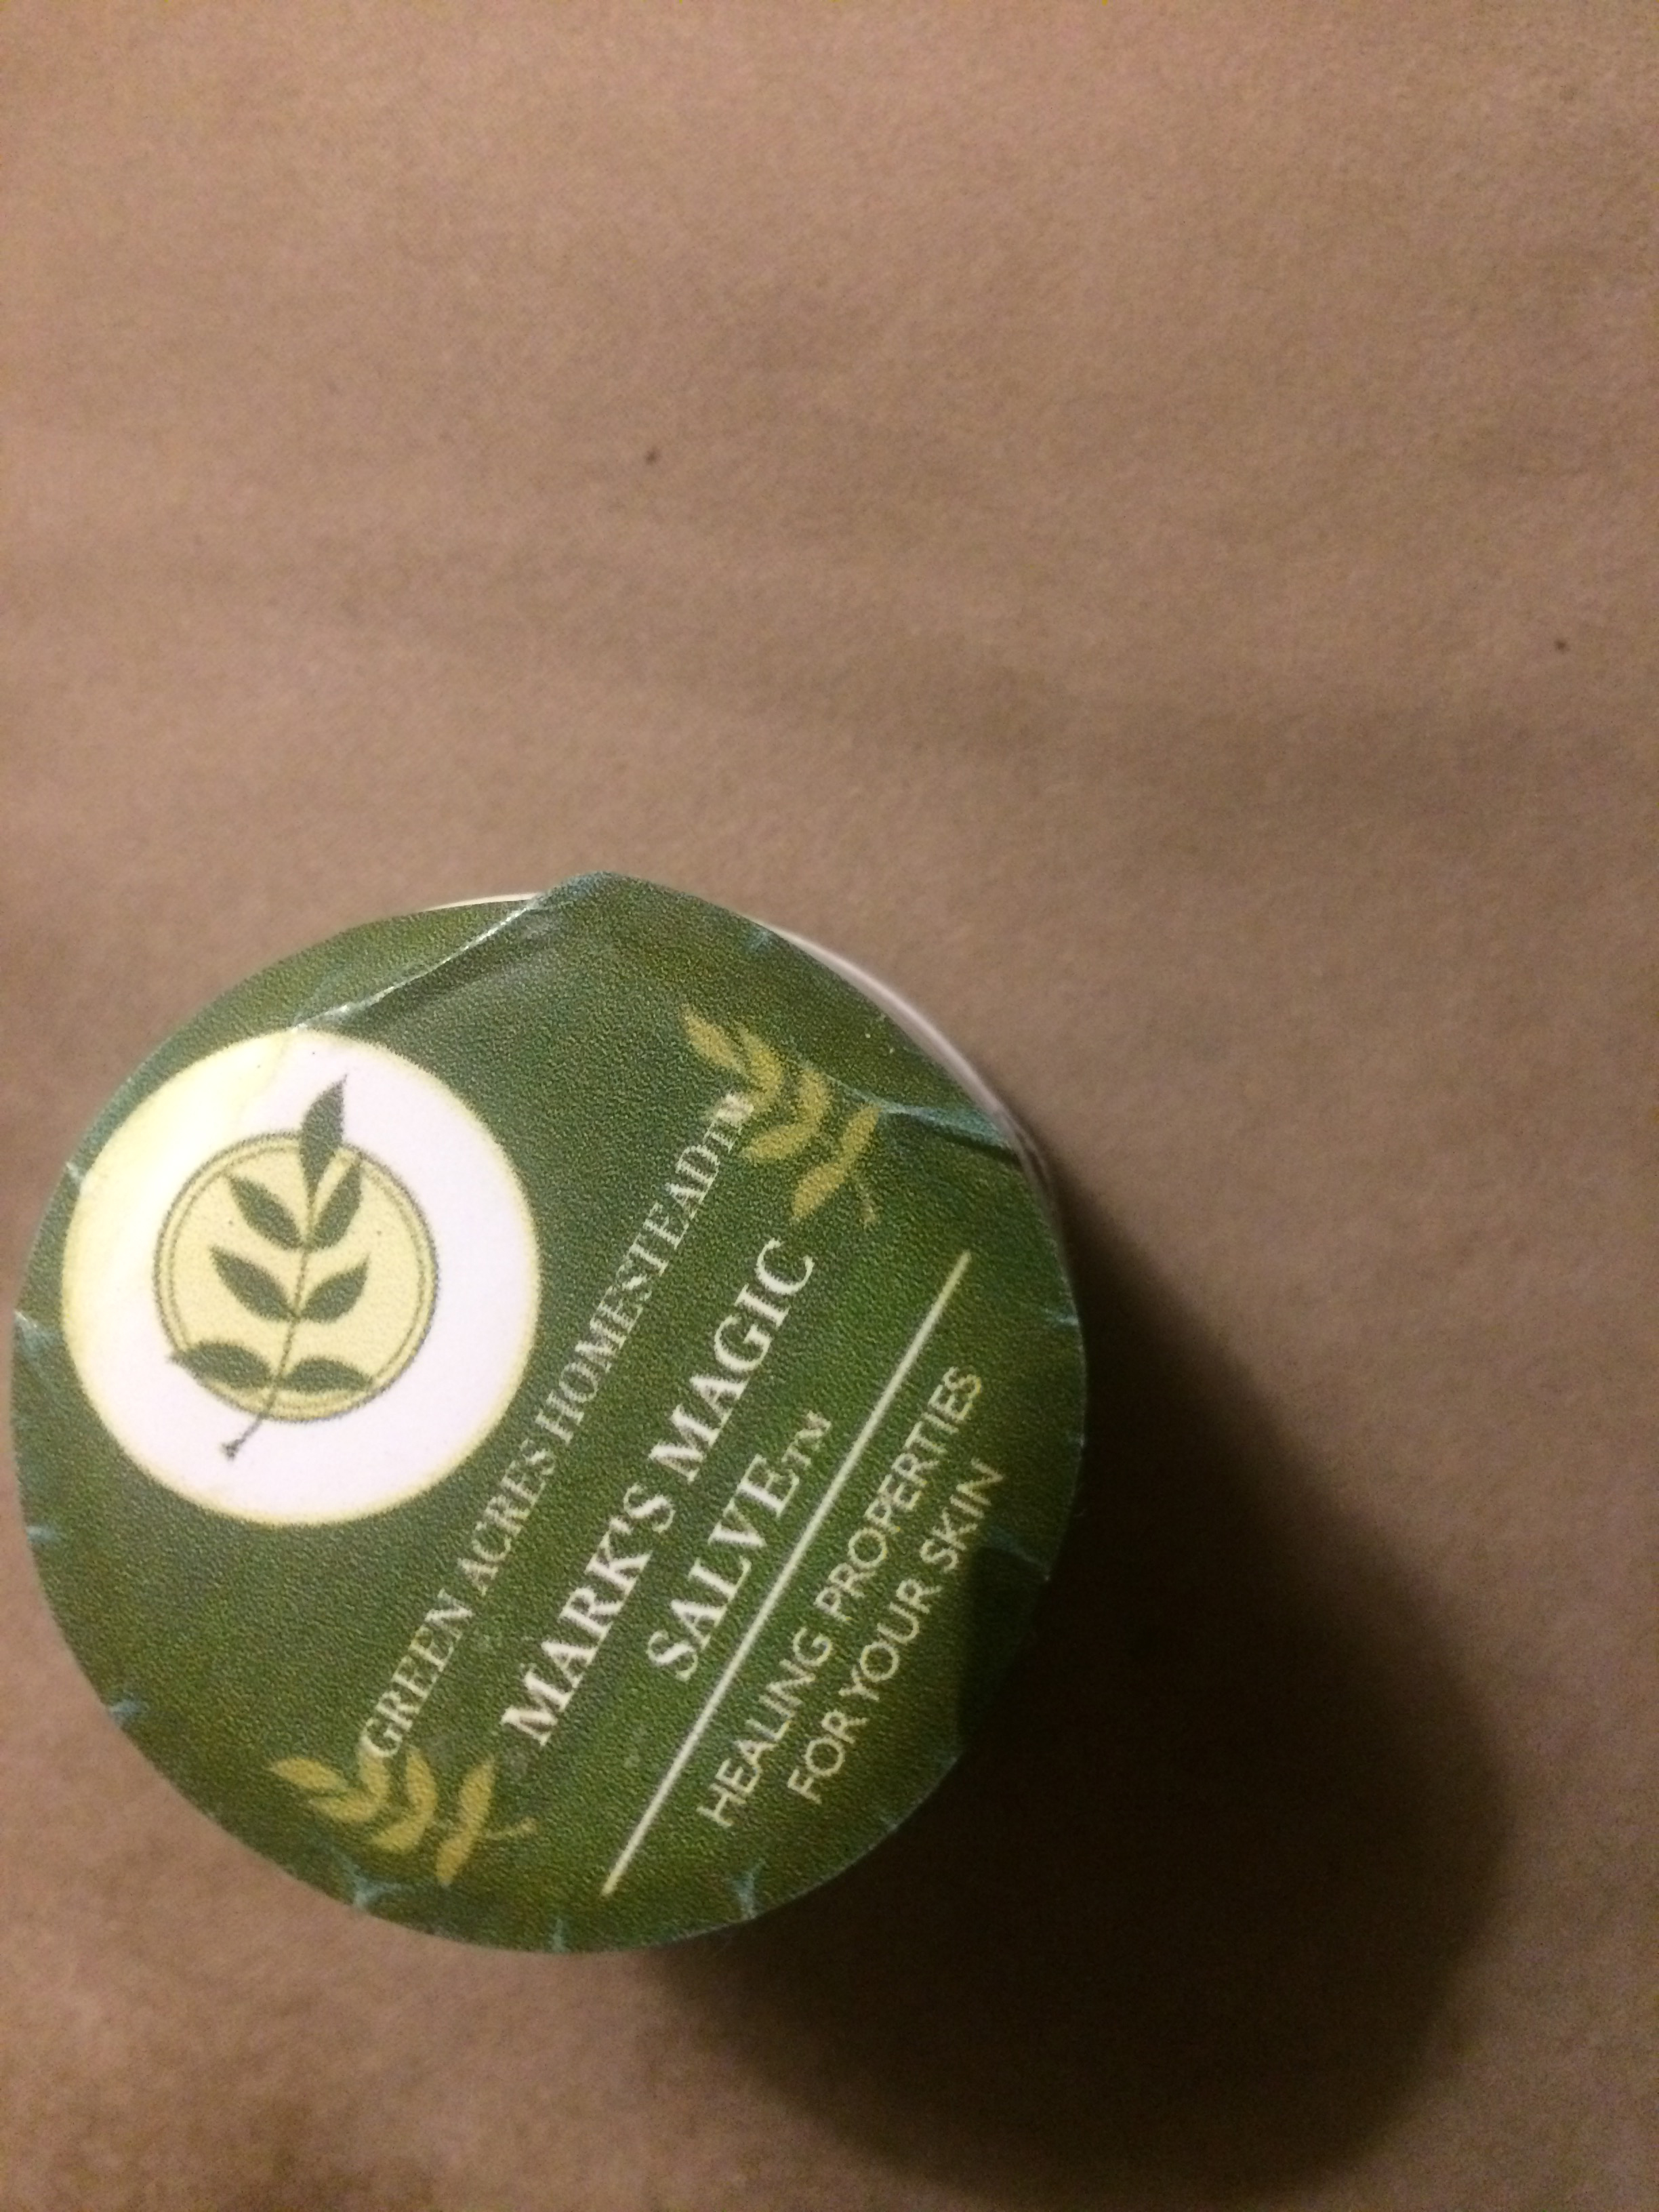 GREEN ACRES HOMESTEAD™
MARK'S MAGIC
SALVE™
HEALING PROPERTIES
FOR YOUR SKIN